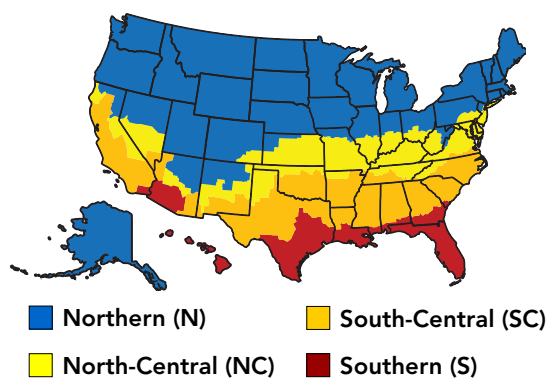 Northern (N)
South-Central (SC)
North-Central (NC)
Southern (S)